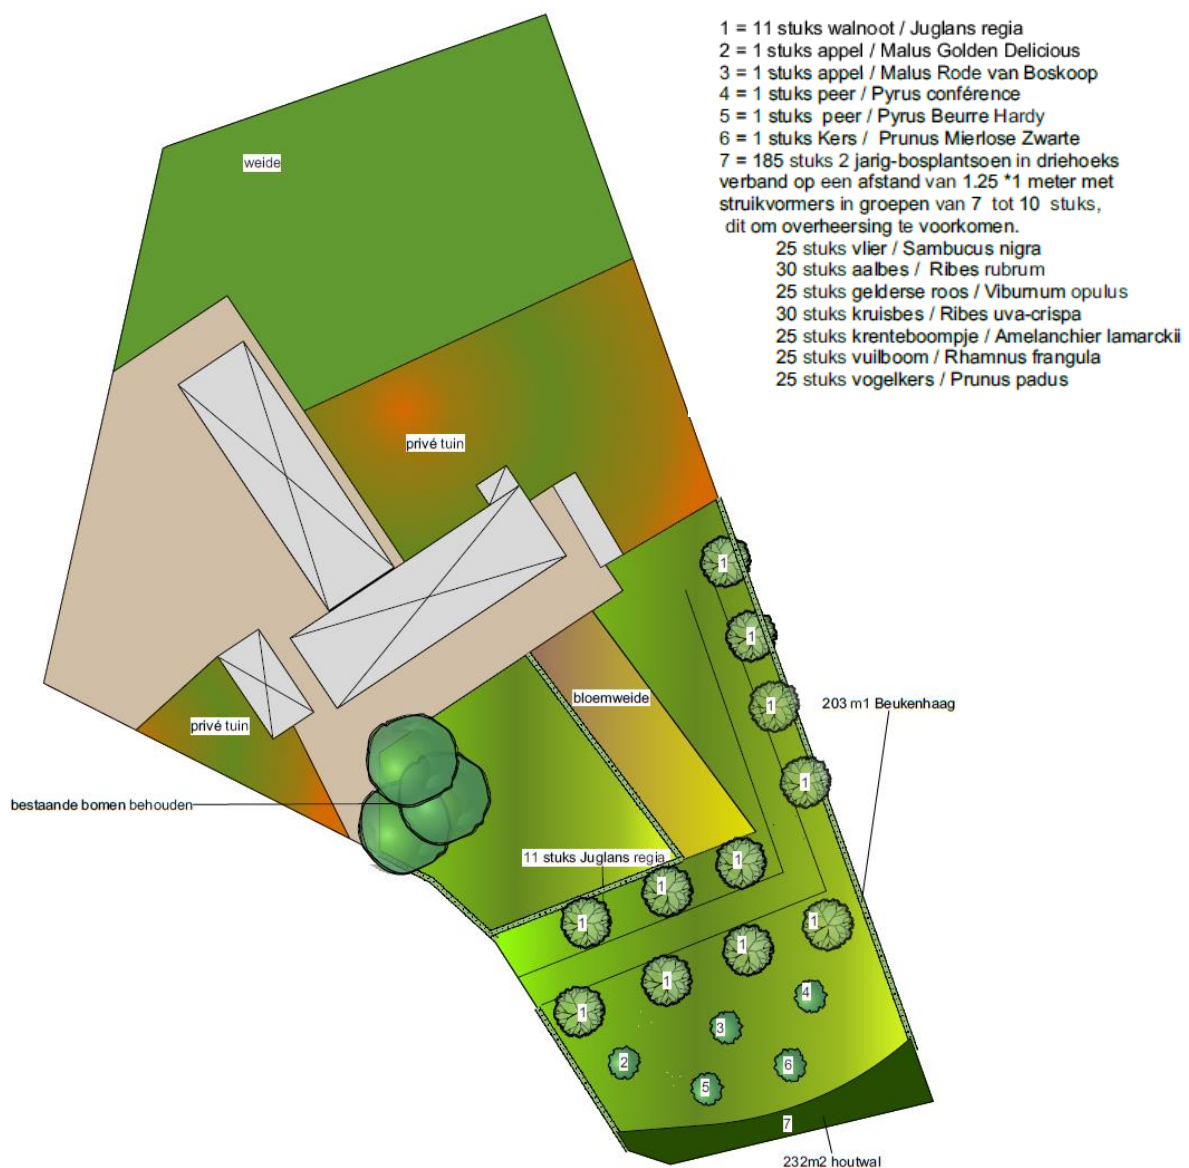 1 = 11 stuks walnoot / Juglans regia
2 = 1 stuks appel / Malus Golden Delicious
3 = 1 stuks appel / Malus Rode van Boskoop
4 = 1 stuks peer / Pyrus conférence
5 = 1 stuks peer / Pyrus Beurre Hardy
6 = 1 stuks Kers / Prunus Mierlose Zwarte
7 = 185 stuks 2 jarig-bosplantsoen in driehoeks
verband op een afstand van 1.25 *1 meter met
struikvormers in groepen van 7 tot 10 stuks,
dit om overheersing te voorkomen.
25 stuks vlier / Sambucus nigra
30 stuks aalbes / Ribes rubrum
25 stuks gelderse roos / Viburnum opulus
30 stuks kruisbes / Ribes uva-crispa
25 stuks krenteboompje / Amelanchier lamarckii
25 stuks vuilboom / Rhamnus frangula
25 stuks vogelkers / Prunus padus
weide
privé tuin
1
1
bloemweide
1
203 m1 Beukenhaag
privé tuin
1
bestaande bomen behouden
11 stuks Juglans regia
1
1
1
1
1
1
1
4
3
2
6
5
7
232m2 houtwal